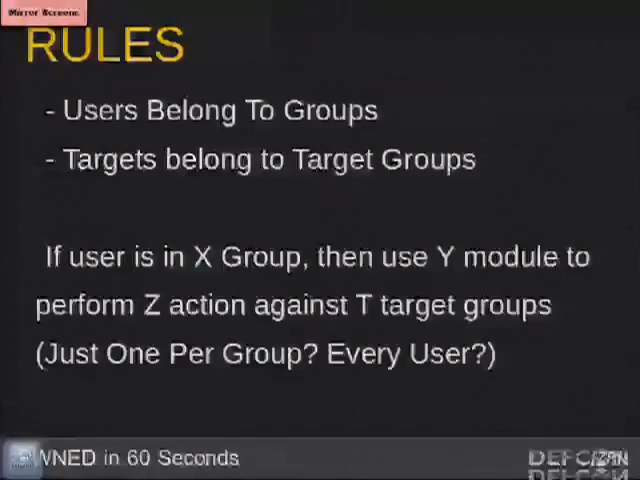 Mirror Screens
RULES
- Users Belong To Groups
- Targets belong to Target Groups
If user is in X Group, then use Y module to
perform Z action against T target groups
(Just One Per Group? Every User?)
WNED in 60 Seconds
DEFCON